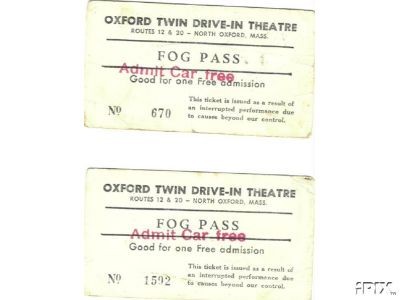 OXFORD TWIN DRIVE-IN THEATRE
ROUTES 12 & 20 — NORTH OXFORD, MASS.
FOG PASS
Admit Car free
Good for one Free admission
This ticket is issued as a result of
an interrupted performance due
to causes beyond our control.
Nº 670
OXFORD TWIN DRIVE-IN THEATRE
ROUTES 12 & 20 — NORTH OXFORD, MASS.
FOG PASS
Admit Car free
Good for one Free admission
This ticket is issued as a result of
an interrupted performance due
to causes beyond our control.
Nº 1592